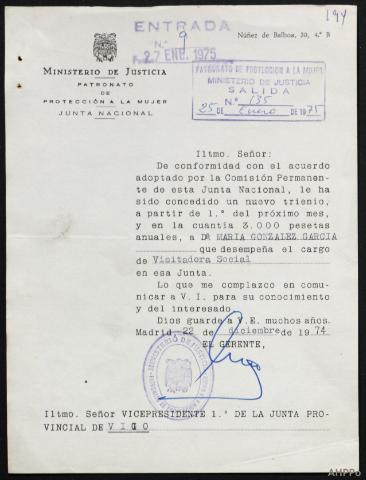 194
ENTRADA
N.º 9
27 ENE. 1975
Núñez de Balboa, 30, 4.º B
PATRONATO DE PROTECCION A LA MUJER
MINISTERIO DE JUSTICIA
SALIDA
N.º 135
25 DE Enero DE 1975
MINISTERIO DE JUSTICIA
PATRONATO
DE
PROTECCIÓN A LA MUJER
JUNTA NACIONAL
Iltmo. Señor:
De conformidad con el acuerdo
adoptado por la Comisión Permanen-
te de esta Junta Nacional, le ha
sido concedido un nuevo trienio,
a partir de 1.º del próximo mes,
y en la cuantía 3.000 pesetas
anuales, a Dª MARIA GONZALEZ GARCIA
que desempeña el cargo
de Visitadora Social
en esa Junta.
Lo que me complazco en comu-
nicar a V. I. para su conocimiento
y del interesado.
Dios guarde a V.E. muchos años.
Madrid, 22 de diciembre de 1974
EL GERENTE,
Iltmo. Señor VICEPRESIDENTE 1.º DE LA JUNTA PRO-
VINCIAL DE VIGO
AHPPo